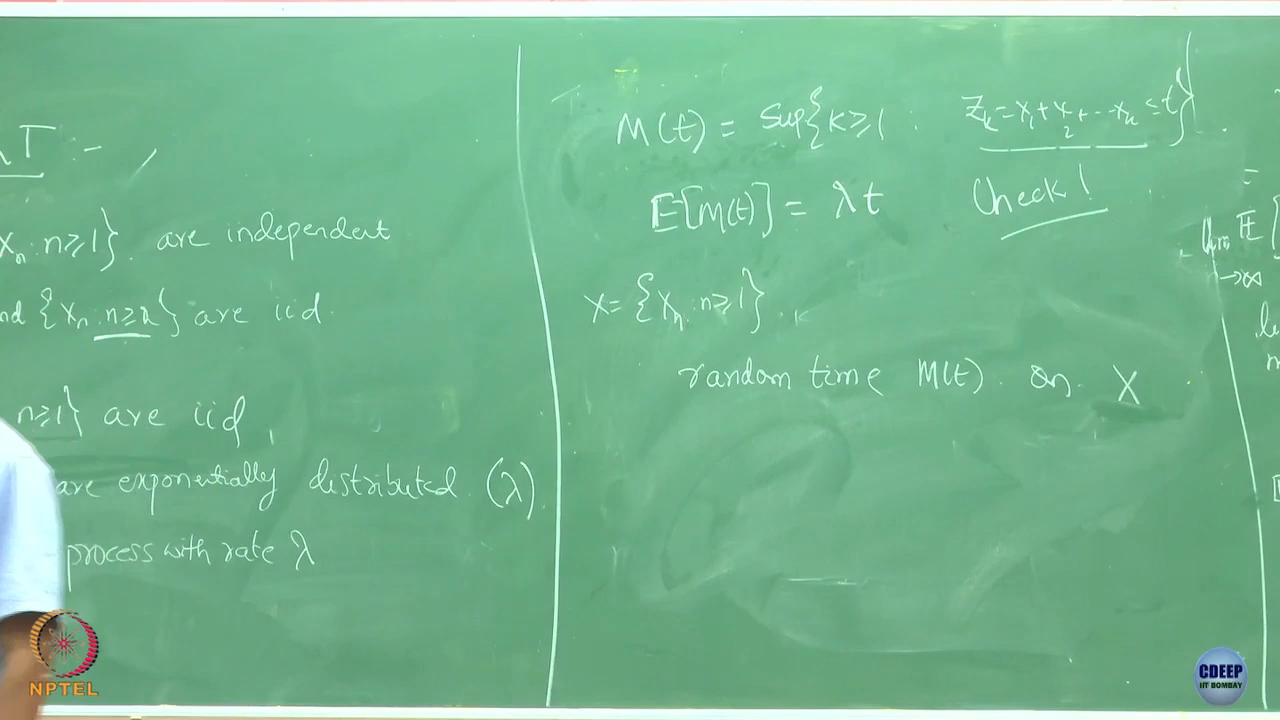 RT :-
Xn : n≥1} are independent
nd {Xn : n≥2} are iid.
n≥1} are iid,
are exponentially distributed (λ).
process with rate λ
M(t) = Sup{k≥1 : Zk = X1 + X2 + ... Xk ≤ t}
E[M(t)] = λt Check!
X = {Xn : n≥1}.
random time M(t) on X
=
lim E[
n→∞
NPTEL
CDEEP
IIT BOMBAY